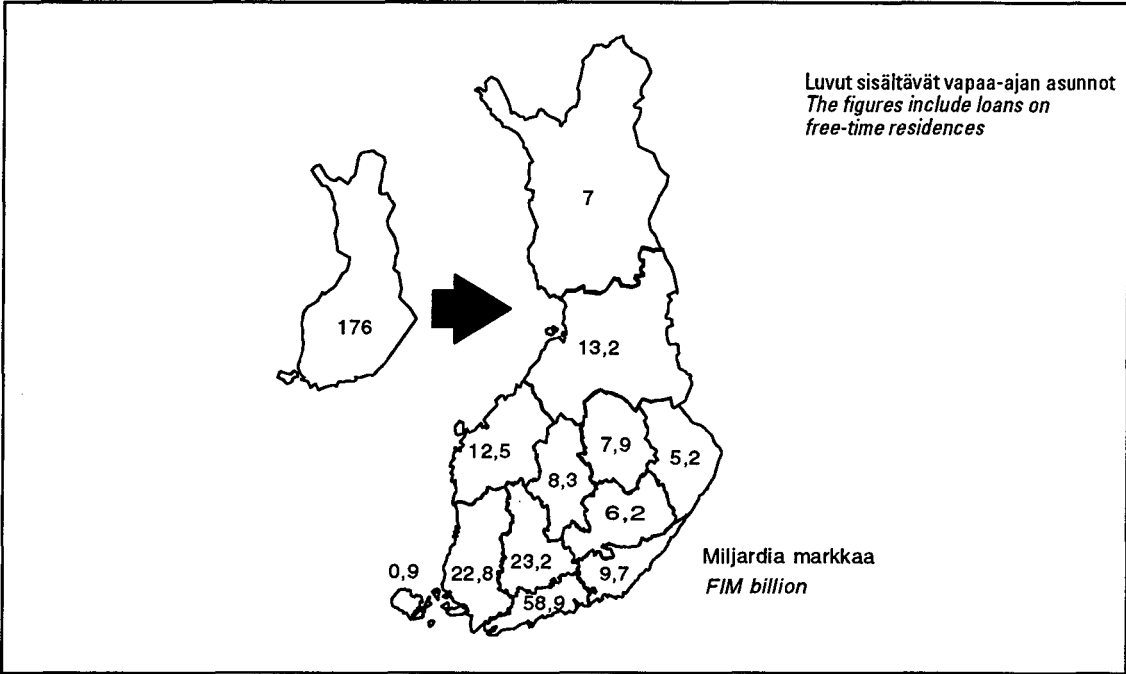 Luvut sisältävät vapaa-ajan asunnot
The figures include loans on
free-time residences
7
176
13,2
12,5
7,9
5,2
8,3
6,2
Miljardia markkaa
FIM billion
0,9
22,8
23,2
9,7
58,9